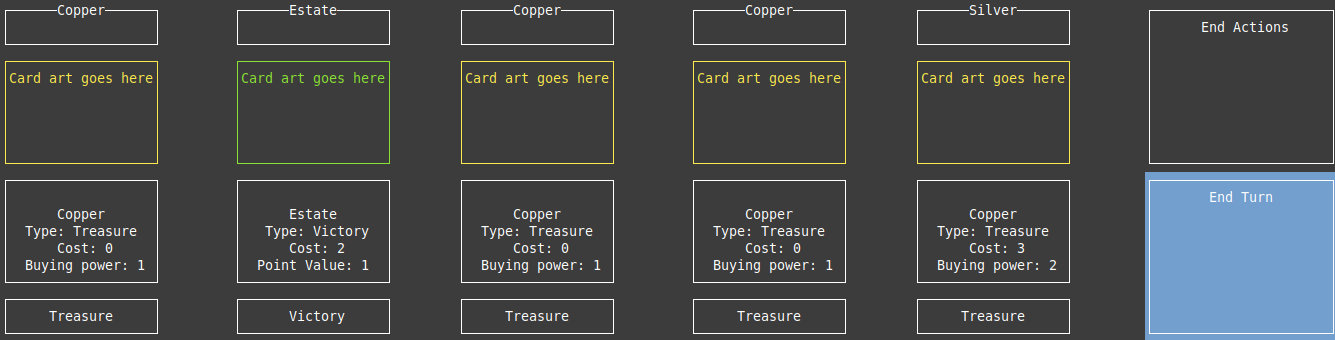 Copper
Estate
Copper
Copper
Silver
End Actions
Card art goes here
Card art goes here
Card art goes here
Card art goes here
Card art goes here
End Turn
Copper
Type: Treasure
Cost: 0
Buying power: 1
Estate
Type: Victory
Cost: 2
Point Value: 1
Copper
Type: Treasure
Cost: 0
Buying power: 1
Copper
Type: Treasure
Cost: 0
Buying power: 1
Copper
Type: Treasure
Cost: 3
Buying power: 2
Treasure
Victory
Treasure
Treasure
Treasure